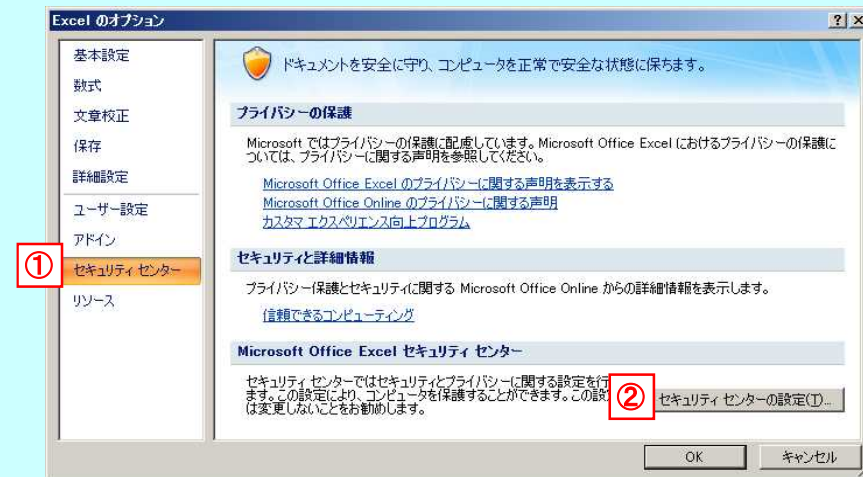 Excel のオプション
基本設定
数式
文章校正
保存
詳細設定
ユーザー設定
アドイン
①
セキュリティ センター
リソース
ドキュメントを安全に守り、コンピュータを正常で安全な状態に保ちます。
プライバシーの保護
Microsoft ではプライバシーの保護に配慮しています。Microsoft Office Excel におけるプライバシーの保護に
ついては、プライバシーに関する声明を参照してください。
Microsoft Office Excel のプライバシーに関する声明を表示する
Microsoft Office Online のプライバシーに関する声明
カスタマ エクスペリエンス向上プログラム
セキュリティと詳細情報
プライバシー保護とセキュリティに関する Microsoft Office Online からの詳細情報を表示します。
信頼できるコンピューティング
Microsoft Office Excel セキュリティ センター
セキュリティ センターではセキュリティとプライバシーに関する設定を行
ます。この設定により、コンピュータを保護することができます。この設
は変更しないことをお勧めします。
②
セキュリティ センターの設定(T)...
OK
キャンセル